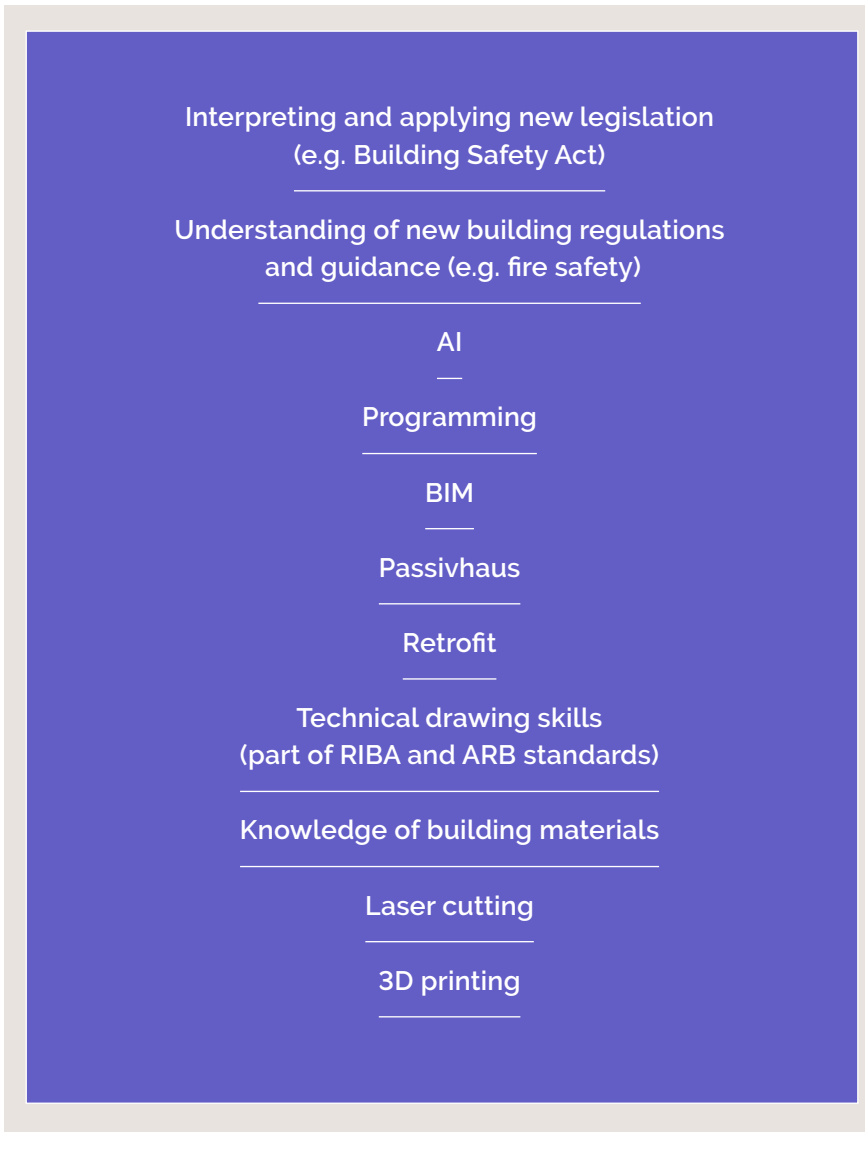 Interpreting and applying new legislation
(e.g. Building Safety Act)
Understanding of new building regulations
and guidance (e.g. fire safety)
AI
Programming
BIM
Passivhaus
Retrofit
Technical drawing skills
(part of RIBA and ARB standards)
Knowledge of building materials
Laser cutting
3D printing